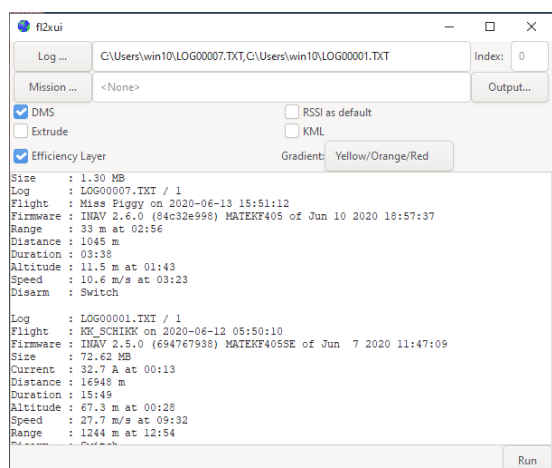 fl2xui
Log ... C:\Users\win10\LOG00007.TXT,C:\Users\win10\LOG00001.TXT Index: 0
Mission ... <None> Output...
DMS RSSI as default
Extrude KML
Efficiency Layer Gradient: Yellow/Orange/Red
Size : 1.30 MB
Log : LOG00007.TXT / 1
Flight : Miss Piggy on 2020-06-13 15:51:12
Firmware : INAV 2.6.0 (84c32e998) MATEKF405 of Jun 10 2020 18:57:37
Range : 33 m at 02:56
Distance : 1045 m
Duration : 03:38
Altitude : 11.5 m at 01:43
Speed : 10.6 m/s at 03:23
Disarm : Switch
Log : LOG00001.TXT / 1
Flight : KK_SCHIKK on 2020-06-12 05:50:10
Firmware : INAV 2.5.0 (694767938) MATEKF405SE of Jun 7 2020 11:47:09
Size : 72.62 MB
Current : 32.7 A at 00:13
Distance : 16948 m
Duration : 15:49
Altitude : 67.3 m at 00:28
Speed : 27.7 m/s at 09:32
Range : 1244 m at 12:54
Disarm : Switch
Run